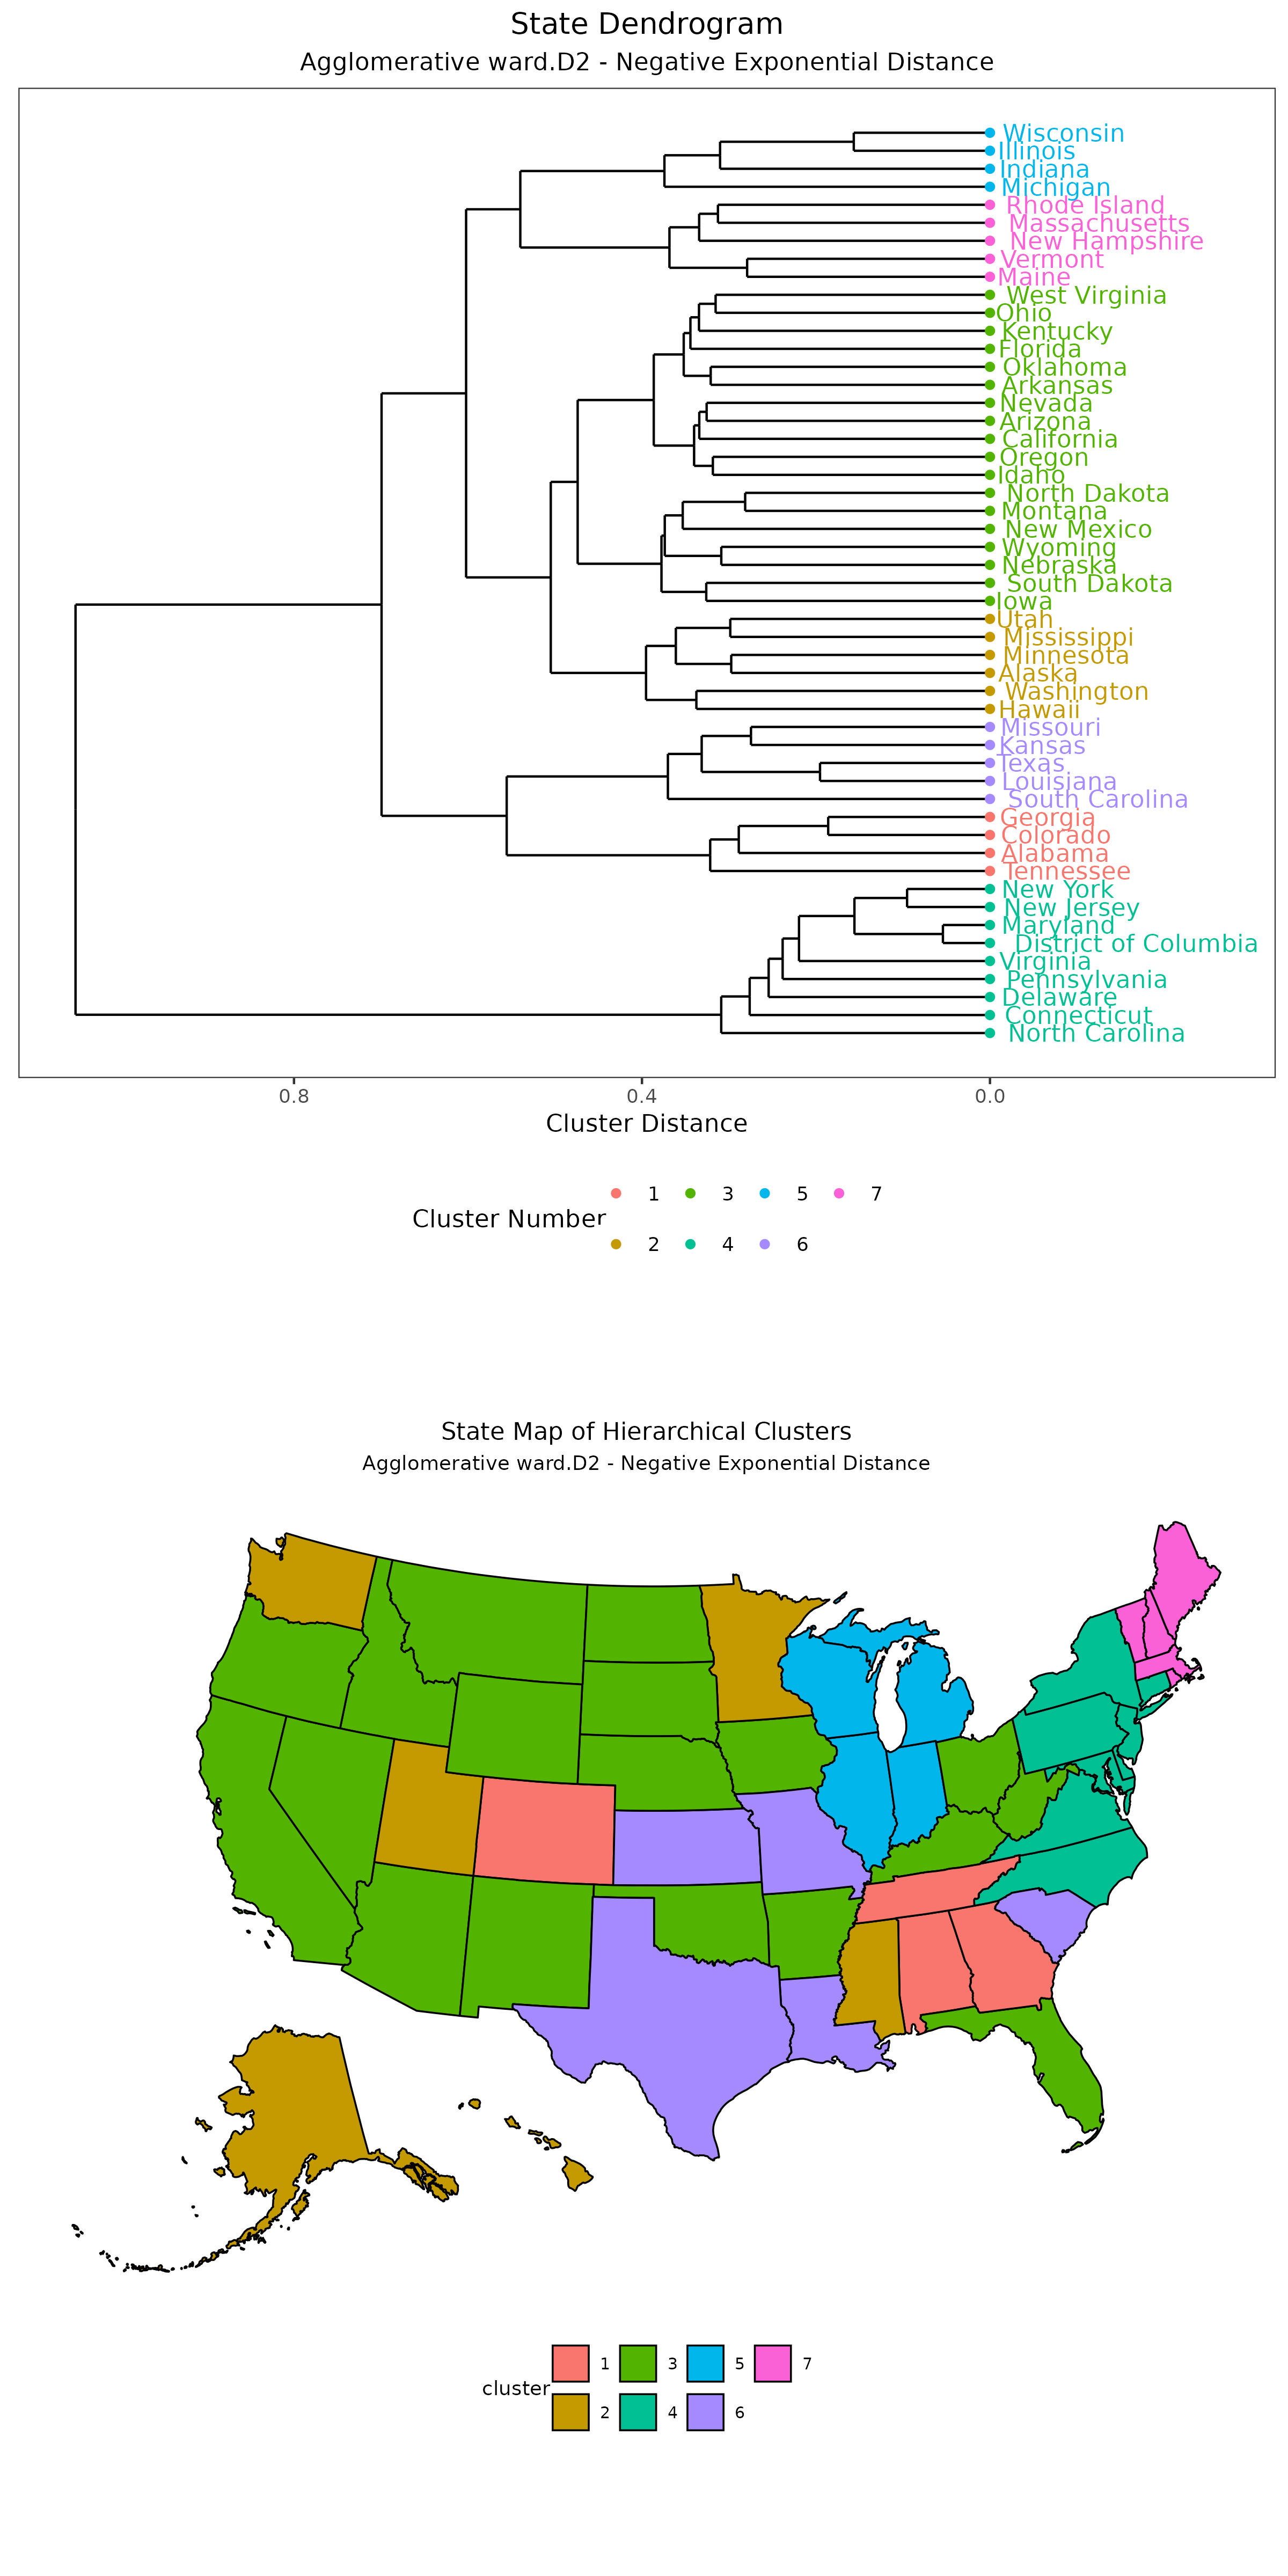 State Dendrogram
Agglomerative ward.D2 - Negative Exponential Distance
Wisconsin
Illinois
Indiana
Michigan
Rhode Island
Massachusetts
New Hampshire
Vermont
Maine
West Virginia
Ohio
Kentucky
Florida
Oklahoma
Arkansas
Nevada
Arizona
California
Oregon
Idaho
North Dakota
Montana
New Mexico
Wyoming
Nebraska
South Dakota
Iowa
Utah
Mississippi
Minnesota
Alaska
Washington
Hawaii
Missouri
Kansas
Texas
Louisiana
South Carolina
Georgia
Colorado
Alabama
Tennessee
New York
New Jersey
Maryland
District of Columbia
Virginia
Pennsylvania
Delaware
Connecticut
North Carolina
0.8 0.4 0.0
Cluster Distance
Cluster Number
1 3 5 7
2 4 6
State Map of Hierarchical Clusters
Agglomerative ward.D2 - Negative Exponential Distance
cluster
1 3 5 7
2 4 6